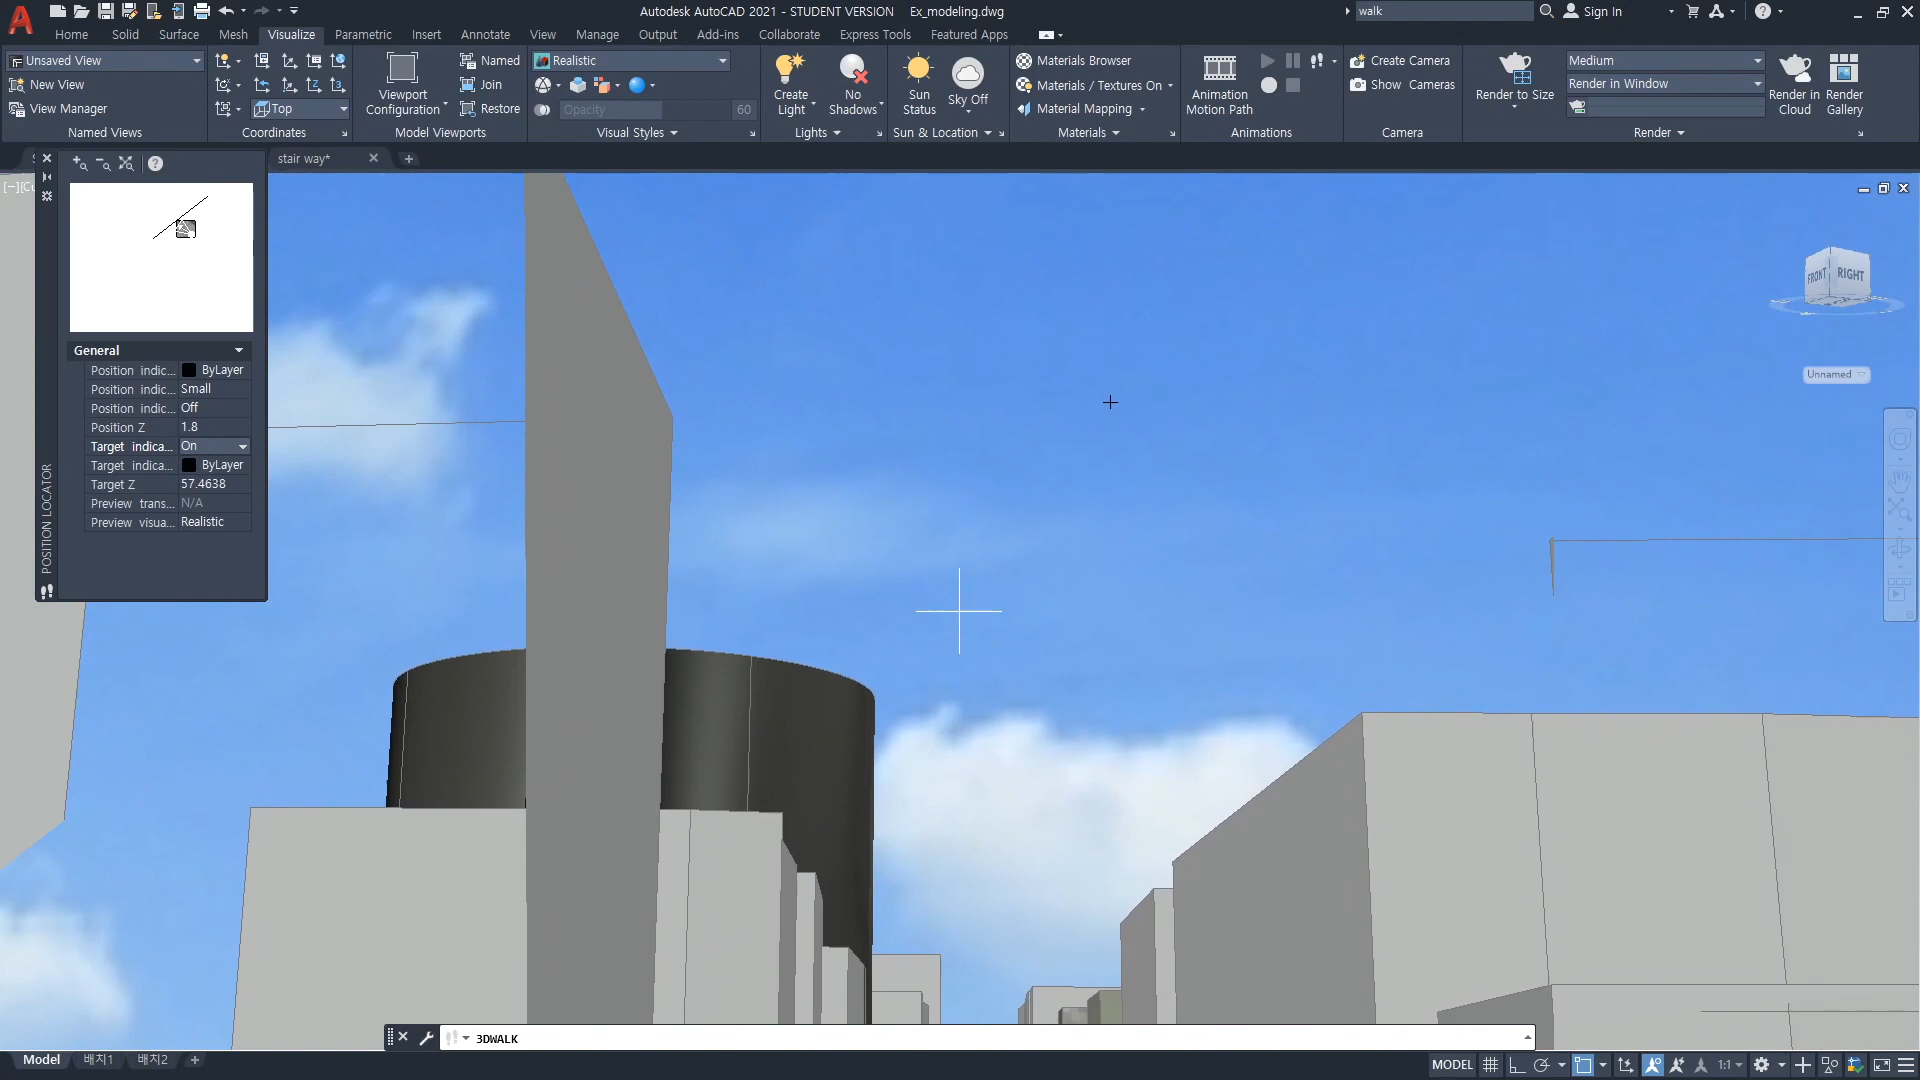 Autodesk AutoCAD 2021 - STUDENT VERSION Ex_modeling.dwg
walk
Sign In
Home Solid Surface Mesh Visualize Parametric Insert Annotate View Manage Output Add-ins Collaborate Express Tools Featured Apps
Unsaved View
New View
View Manager
Named Views
Top
Coordinates
Viewport
Configuration
Named
Join
Restore
Model Viewports
Realistic
Opacity 60
Visual Styles
Create
Light
No
Shadows
Lights
Sun
Status
Sky Off
Sun & Location
Materials Browser
Materials / Textures On
Material Mapping
Materials
Animation
Motion Path
Animations
Create Camera
Show Cameras
Camera
Render to Size
Medium
Render in Window
Render in
Cloud
Render
Gallery
Render
stair way*
General
Position indic... ByLayer
Position indic... Small
Position indic... Off
Position Z 1.8
Target indica... On
Target indica... ByLayer
Target Z 57.4638
Preview trans... N/A
Preview visua... Realistic
POSITION LOCATOR
FRONT RIGHT
Unnamed
3DWALK
Model 배치1 배치2
MODEL 1:1